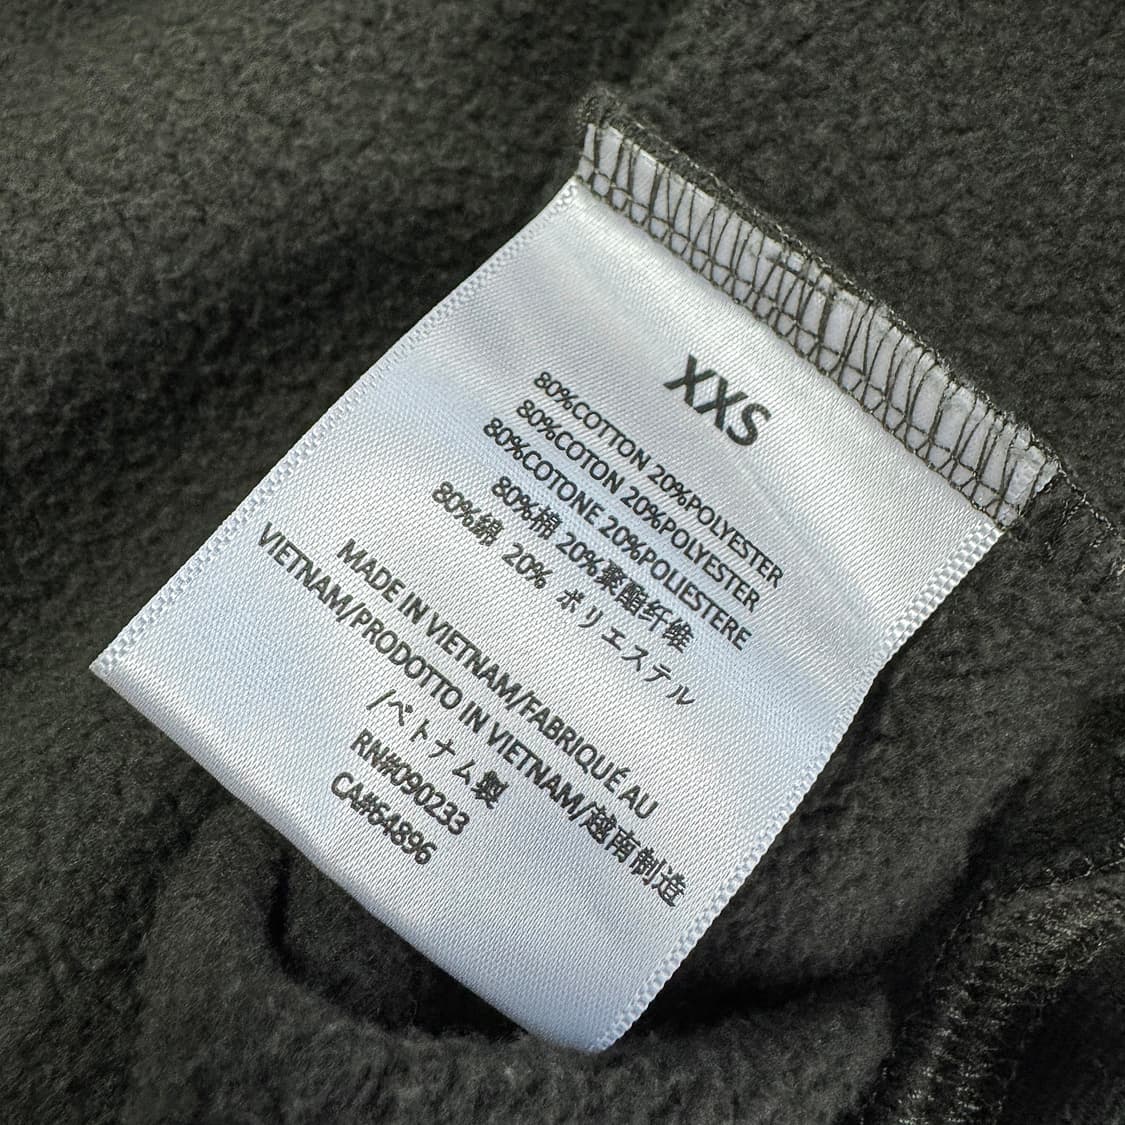 XXS
80%COTTON 20%POLYESTER
80%COTON 20%POLYESTER
80%COTONE 20%POLIESTERE
80%棉 20%聚酯纤维
80%綿 20% ポリエステル
MADE IN VIETNAM/FABRIQUÉ AU
VIETNAM/PRODOTTO IN VIETNAM/越南制造
/ベトナム製
RN#090233
CA#64896